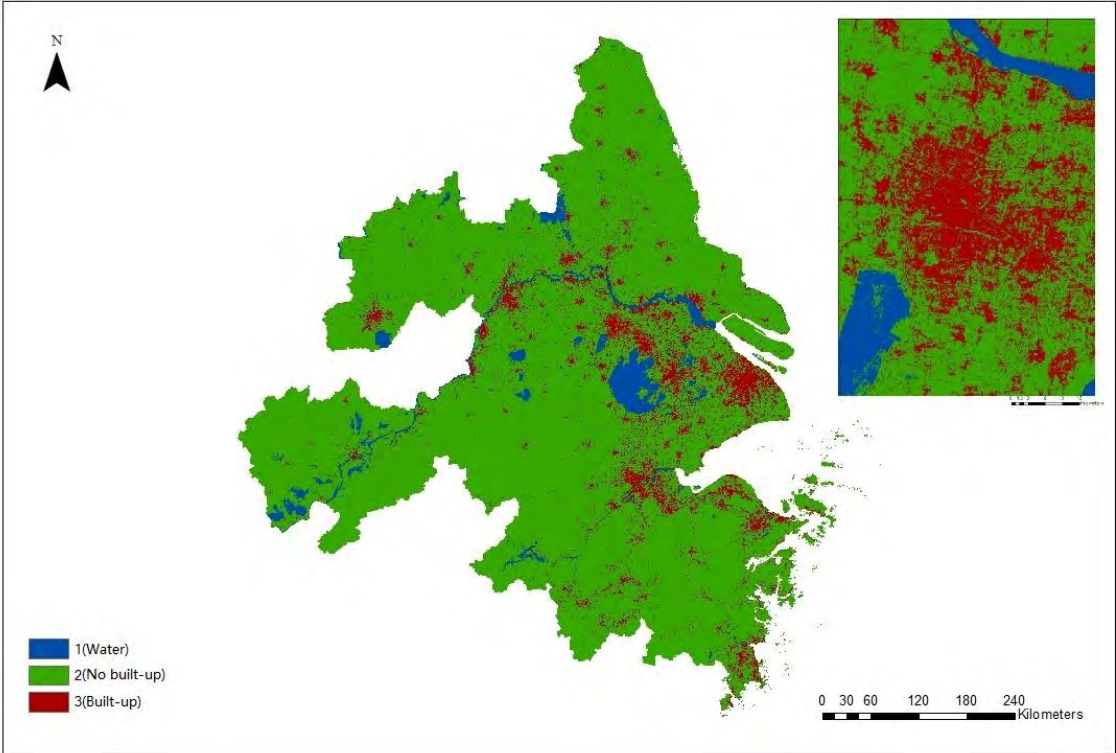 N
1(Water)
2(No built-up)
3(Built-up)
0 30 60 120 180 240
Kilometers